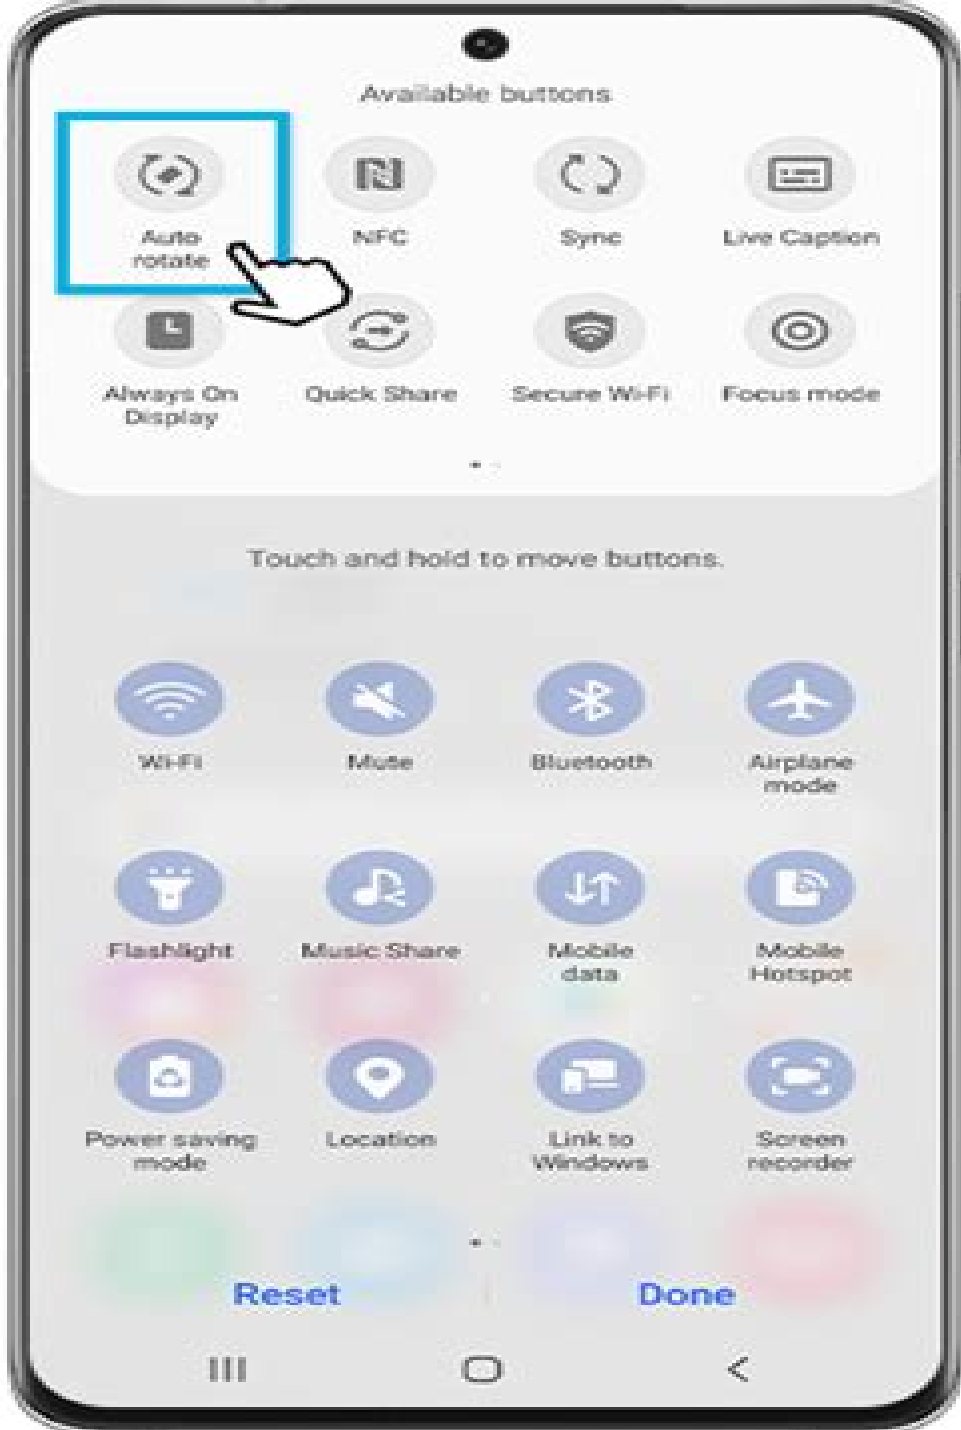 Available buttons
Auto
rotate
NFC
Sync
Live Caption
Always On
Display
Quick Share
Secure Wi-Fi
Focus mode
Touch and hold to move buttons.
Wi-Fi
Mute
Bluetooth
Airplane
mode
Flashlight
Music Share
Mobile
data
Mobile
Hotspot
Power saving
mode
Location
Link to
Windows
Screen
recorder
Reset
Done